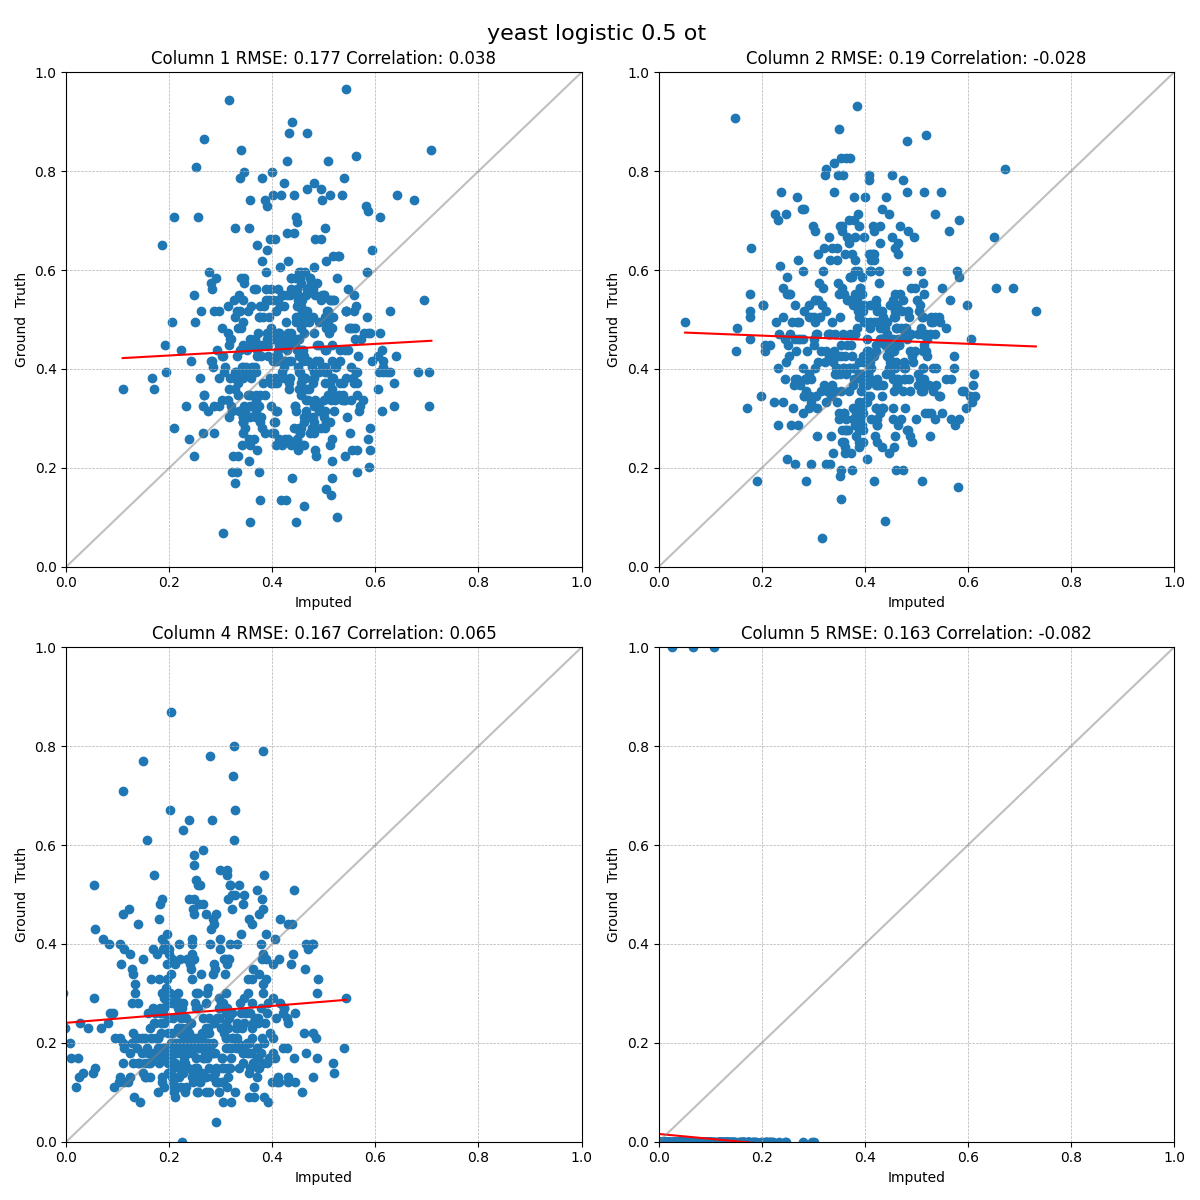 yeast logistic 0.5 ot
Column 1 RMSE: 0.177 Correlation: 0.038
1.0
0.8
0.6
0.4
0.2
0.0
Ground Truth
0.0 0.2 0.4 0.6 0.8 1.0
Imputed
Column 2 RMSE: 0.19 Correlation: -0.028
1.0
0.8
0.6
0.4
0.2
0.0
Ground Truth
0.0 0.2 0.4 0.6 0.8 1.0
Imputed
Column 4 RMSE: 0.167 Correlation: 0.065
1.0
0.8
0.6
0.4
0.2
0.0
Ground Truth
0.0 0.2 0.4 0.6 0.8 1.0
Imputed
Column 5 RMSE: 0.163 Correlation: -0.082
1.0
0.8
0.6
0.4
0.2
0.0
Ground Truth
0.0 0.2 0.4 0.6 0.8 1.0
Imputed